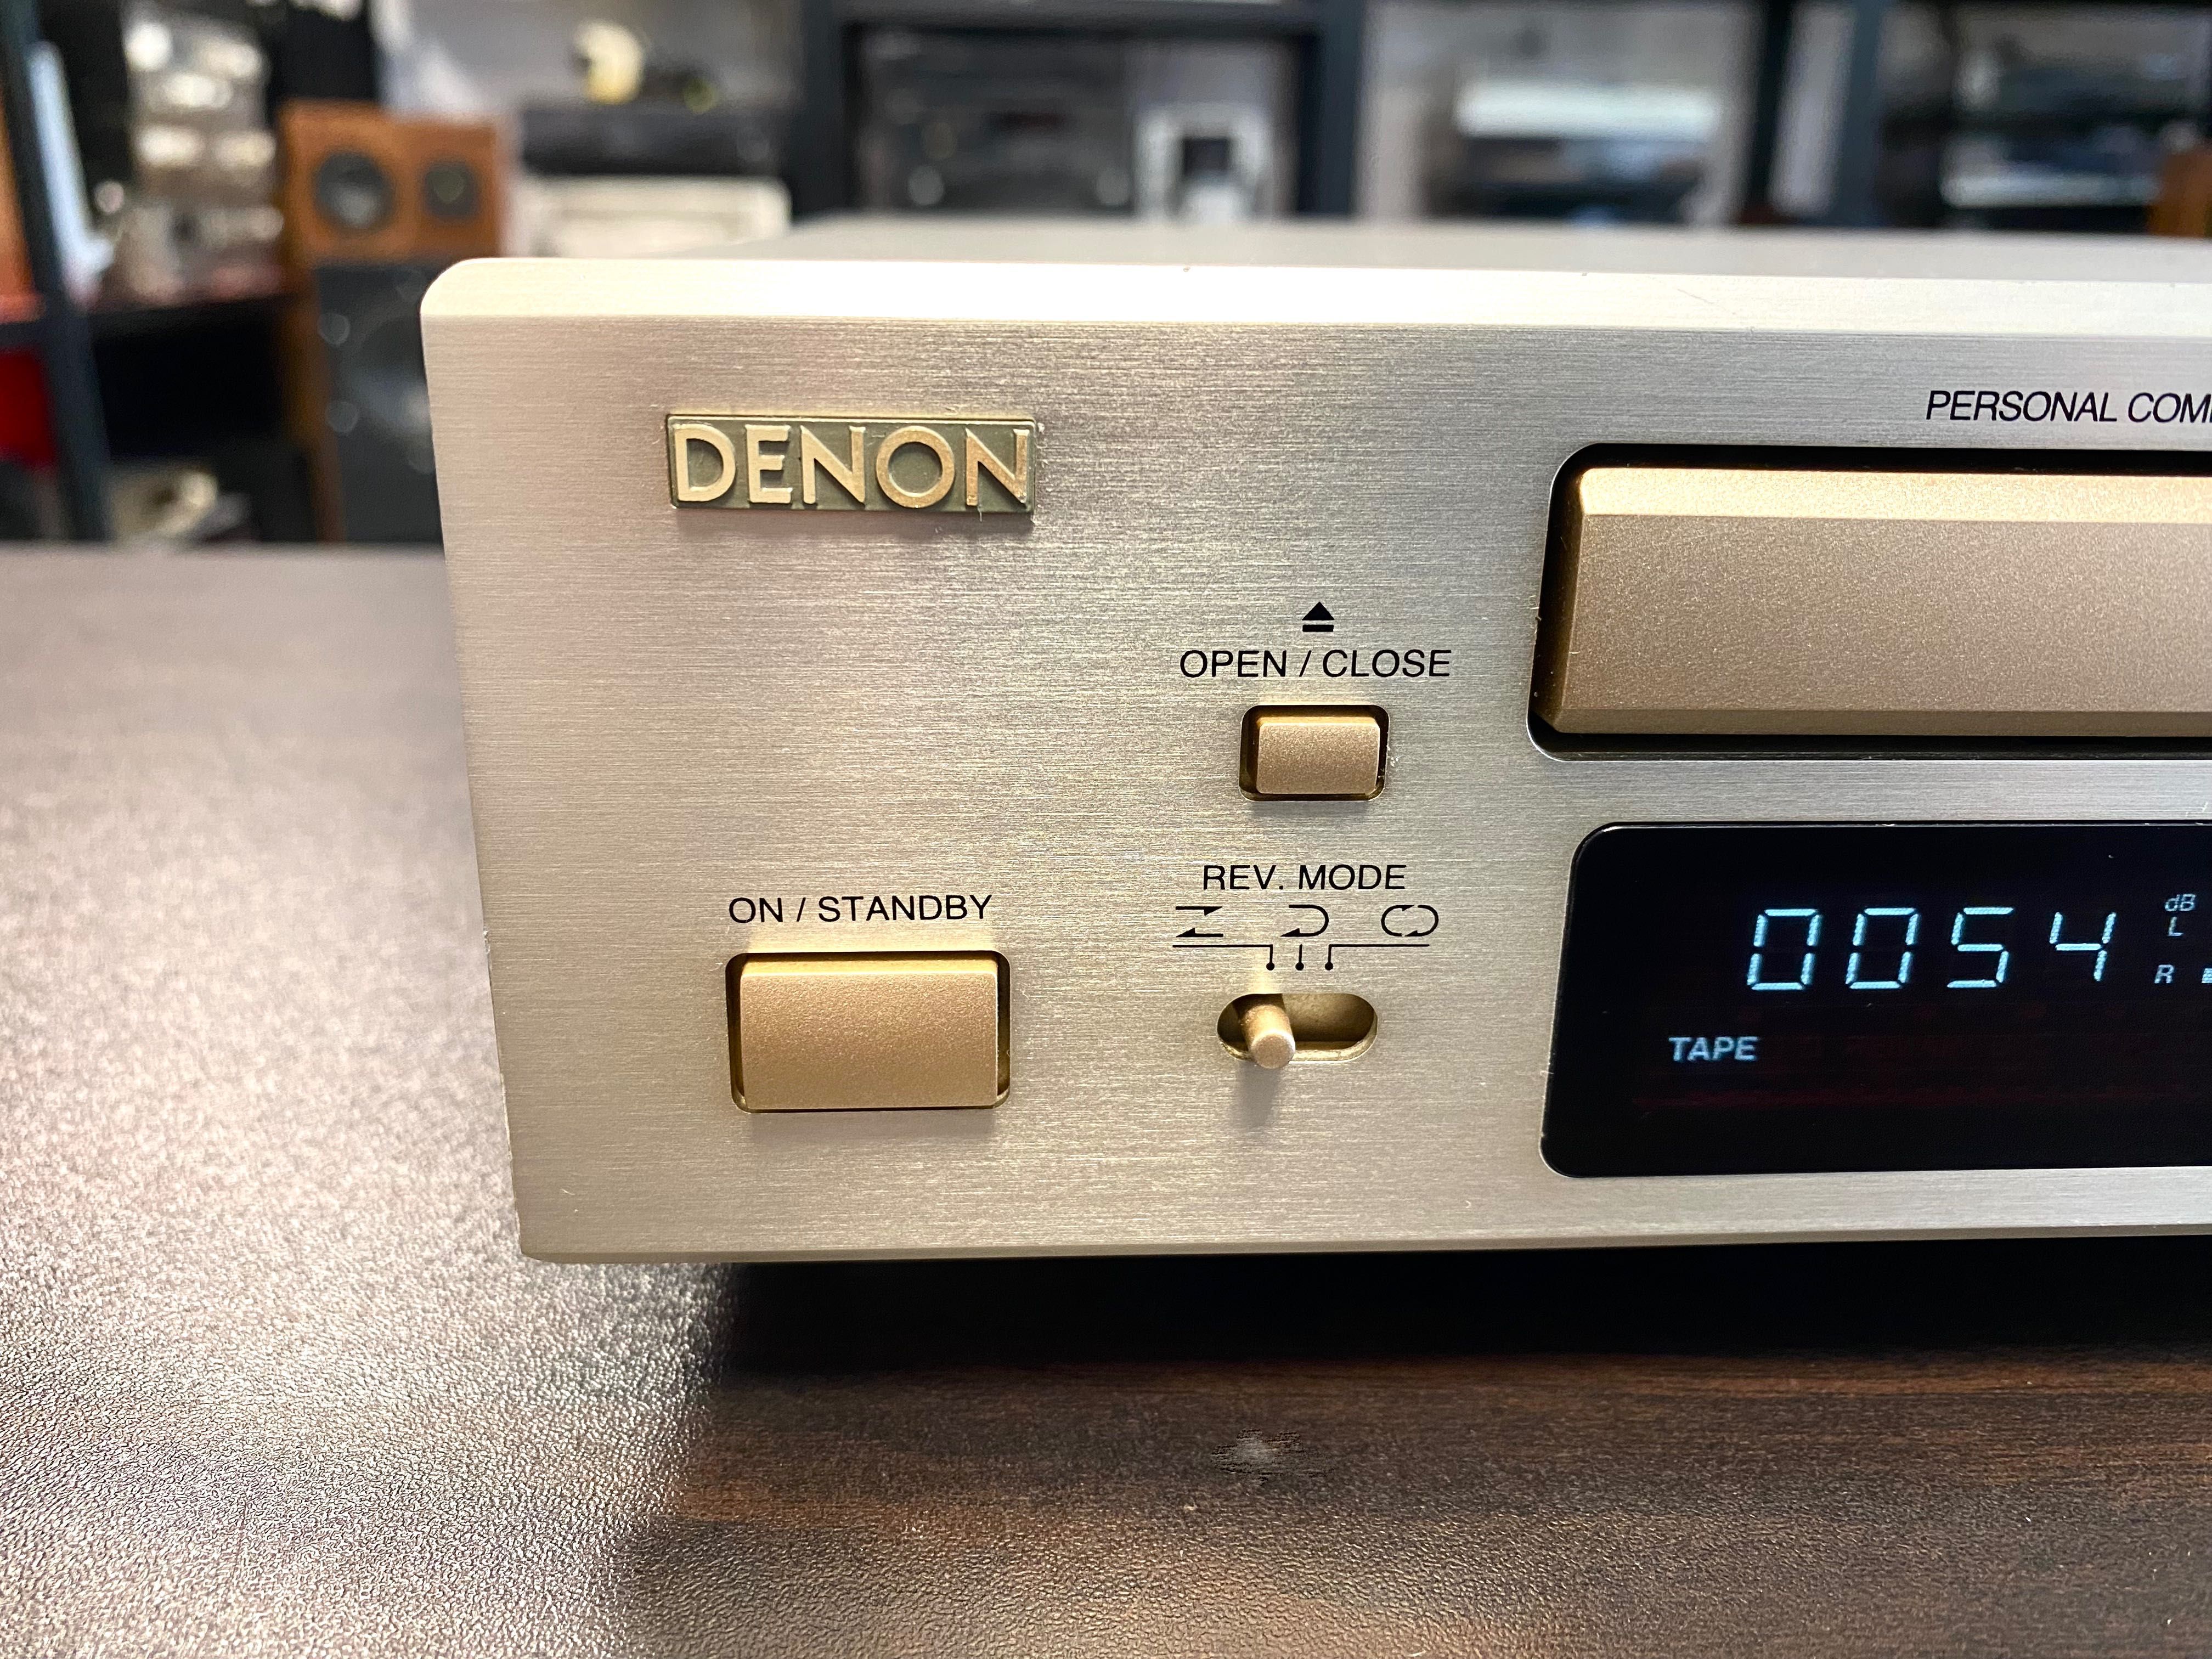 DENON
PERSONAL COM
OPEN / CLOSE
REV. MODE
ON / STANDBY
0054
dB
L
R
TAPE